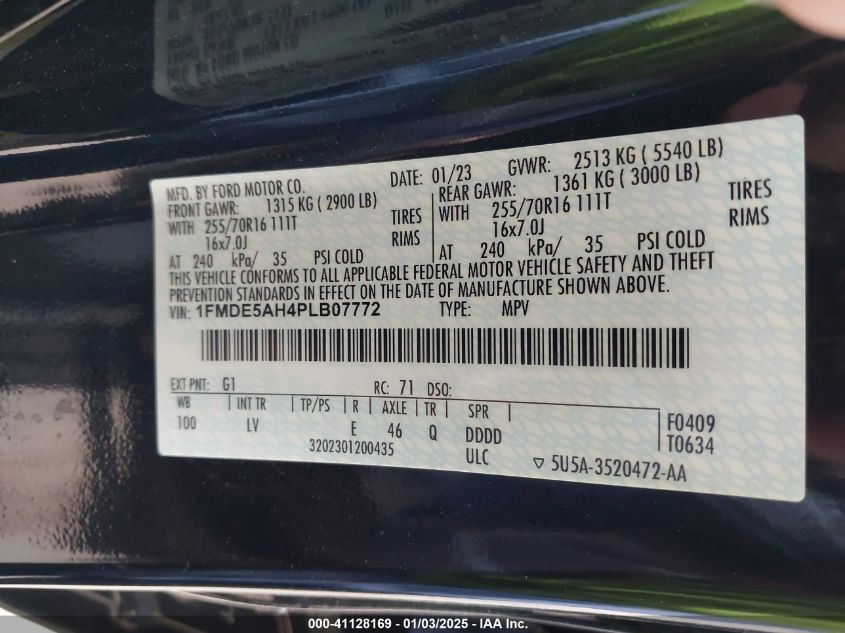 MFD. BY FORD MOTOR CO. DATE: 01/23 GVWR: 2513 KG ( 5540 LB)
FRONT GAWR: 1315 KG ( 2900 LB) REAR GAWR: 1361 KG ( 3000 LB)
WITH 255/70R16 111T TIRES WITH 255/70R16 111T TIRES
16x7.0J RIMS 16x7.0J RIMS
AT 240 kPa/ 35 PSI COLD AT 240 kPa/ 35 PSI COLD
THIS VEHICLE CONFORMS TO ALL APPLICABLE FEDERAL MOTOR VEHICLE SAFETY AND THEFT
PREVENTION STANDARDS IN EFFECT ON THE DATE OF MANUFACTURE SHOWN ABOVE.
VIN: 1FMDE5AH4PLB07772 TYPE: MPV
EXT PNT: G1 RC: 71 DSO:
WB | INT TR | TP/PS | R | AXLE | TR | SPR | F0409
100 LV E 46 Q DDDD T0634
3202301200435 ULC ▽ 5U5A-3520472-AA
000-41128169 - 01/03/2025 - IAA Inc.